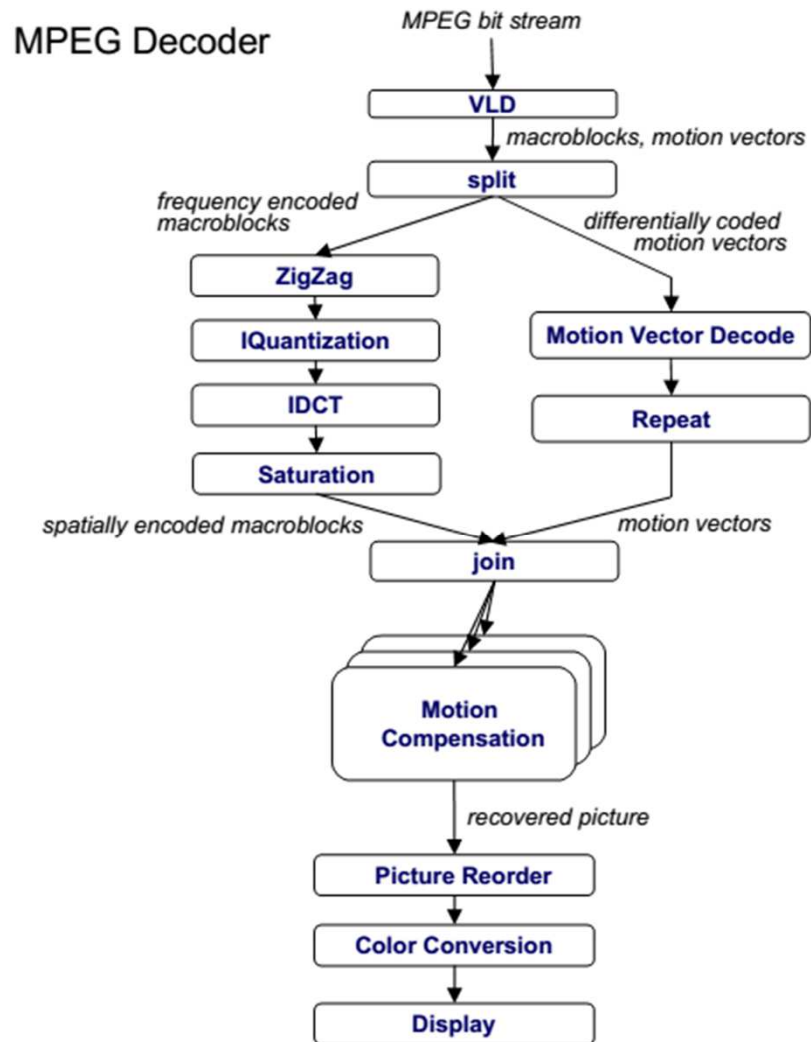 MPEG Decoder
MPEG bit stream
VLD
macroblocks, motion vectors
split
frequency encoded
macroblocks
differentially coded
motion vectors
ZigZag
IQuantization
IDCT
Saturation
Motion Vector Decode
Repeat
spatially encoded macroblocks
motion vectors
join
Motion
Compensation
recovered picture
Picture Reorder
Color Conversion
Display